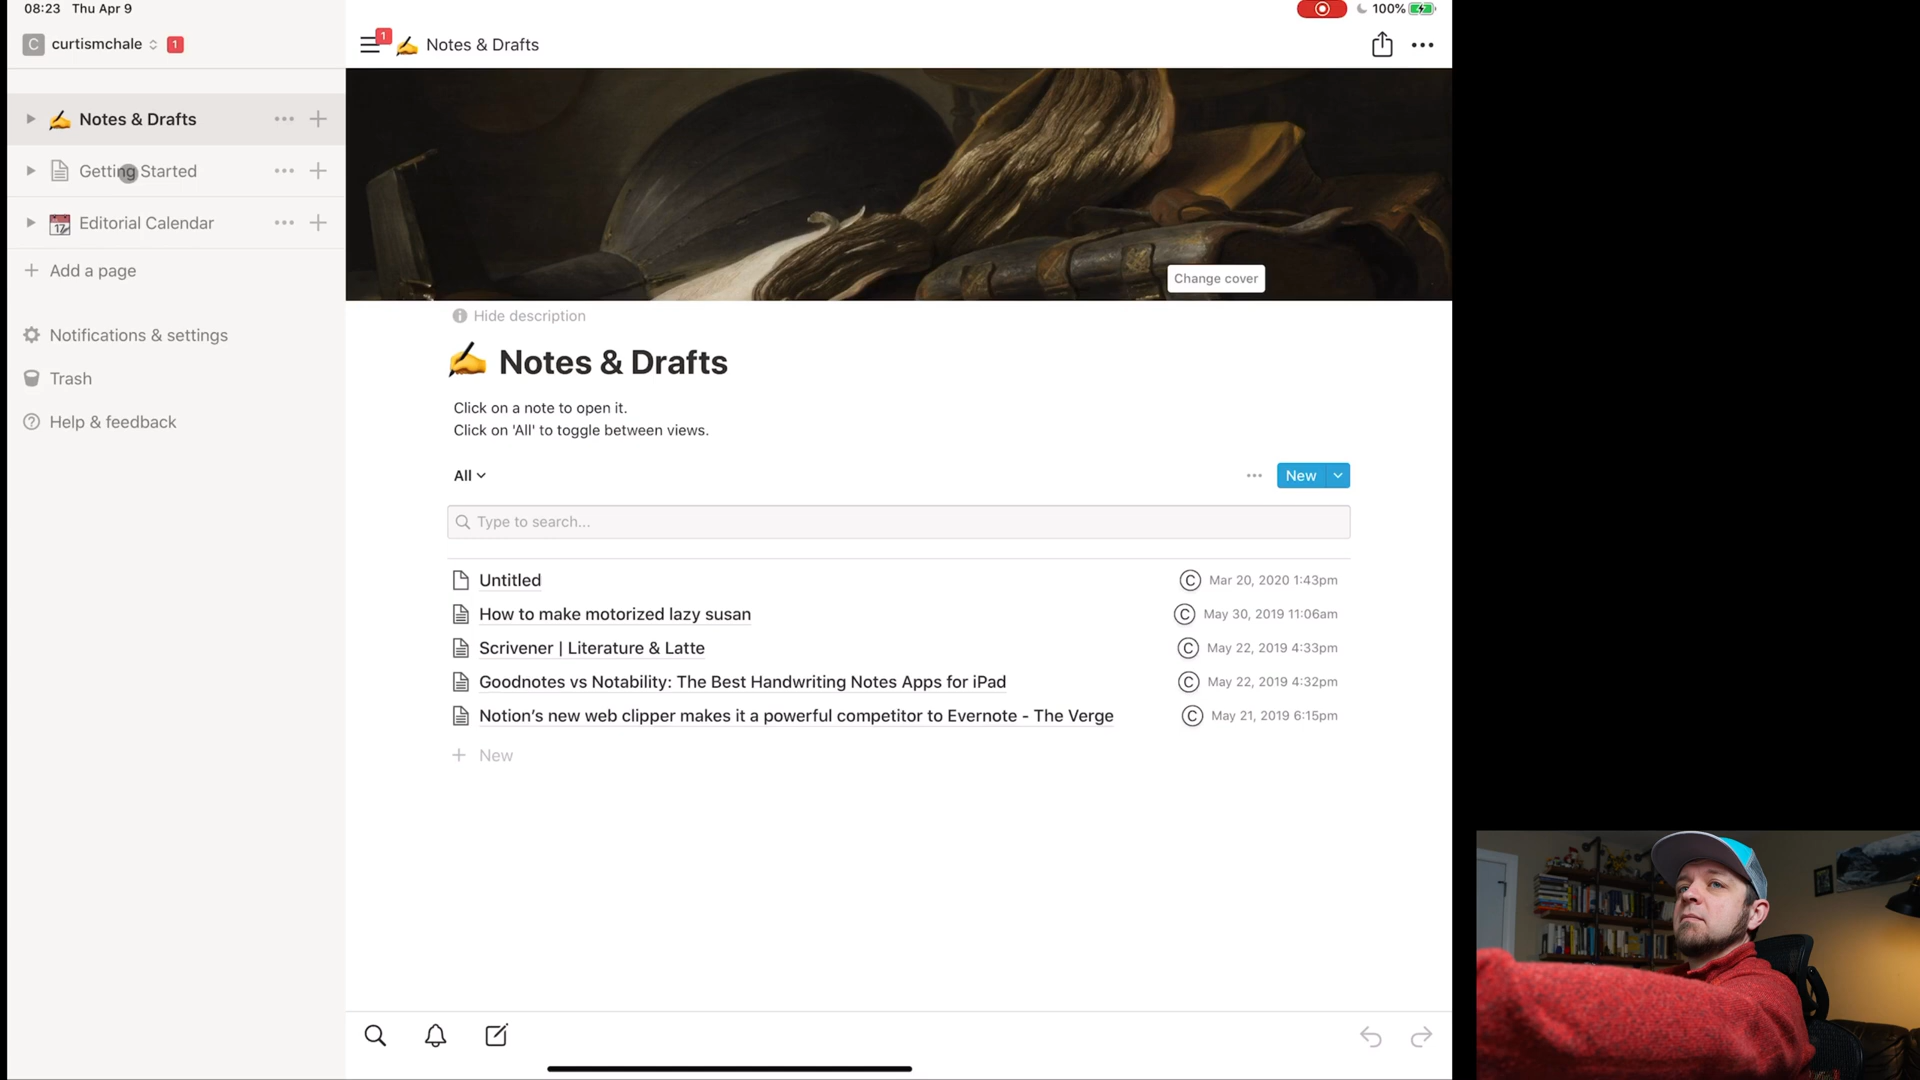 08:23 Thu Apr 9
100%
C curtismchale 1
1 Notes & Drafts
Notes & Drafts
Getting Started
17 Editorial Calendar
Add a page
Notifications & settings
Trash
Help & feedback
Change cover
Hide description
Notes & Drafts
Click on a note to open it.
Click on 'All' to toggle between views.
All
New
Type to search...
Untitled C Mar 20, 2020 1:43pm
How to make motorized lazy susan C May 30, 2019 11:06am
Scrivener | Literature & Latte C May 22, 2019 4:33pm
Goodnotes vs Notability: The Best Handwriting Notes Apps for iPad C May 22, 2019 4:32pm
Notion’s new web clipper makes it a powerful competitor to Evernote - The Verge C May 21, 2019 6:15pm
New